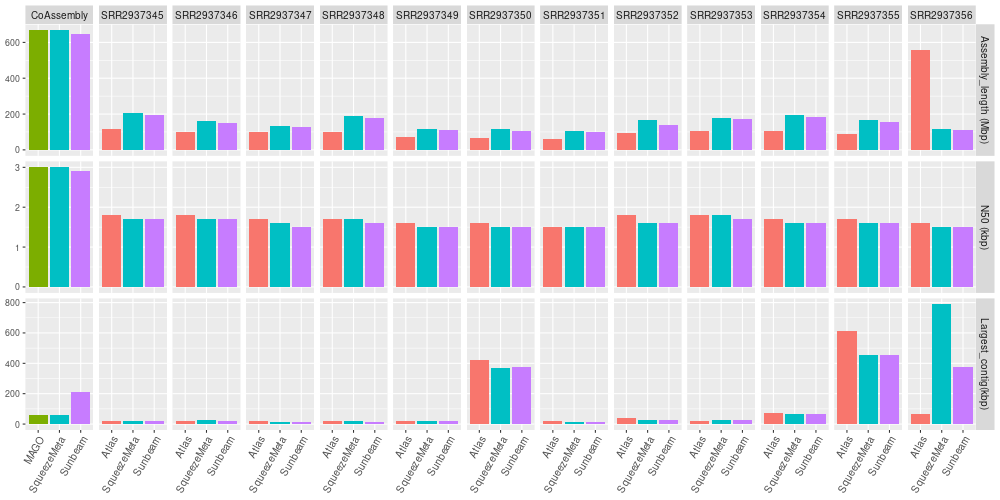 CoAssembly SRR2937345 SRR2937346 SRR2937347 SRR2937348 SRR2937349 SRR2937350 SRR2937351 SRR2937352 SRR2937353 SRR2937354 SRR2937355 SRR2937356
600
400
200
0
Assembly_length (Mbp)
3
2
1
0
N50 (kbp)
800
600
400
200
0
Largest_contig(kbp)
MAGO SqueezeMeta Sunbeam Atlas SqueezeMeta Sunbeam Atlas SqueezeMeta Sunbeam Atlas SqueezeMeta Sunbeam Atlas SqueezeMeta Sunbeam Atlas SqueezeMeta Sunbeam Atlas SqueezeMeta Sunbeam Atlas SqueezeMeta Sunbeam Atlas SqueezeMeta Sunbeam Atlas SqueezeMeta Sunbeam Atlas SqueezeMeta Sunbeam Atlas SqueezeMeta Sunbeam Atlas SqueezeMeta Sunbeam